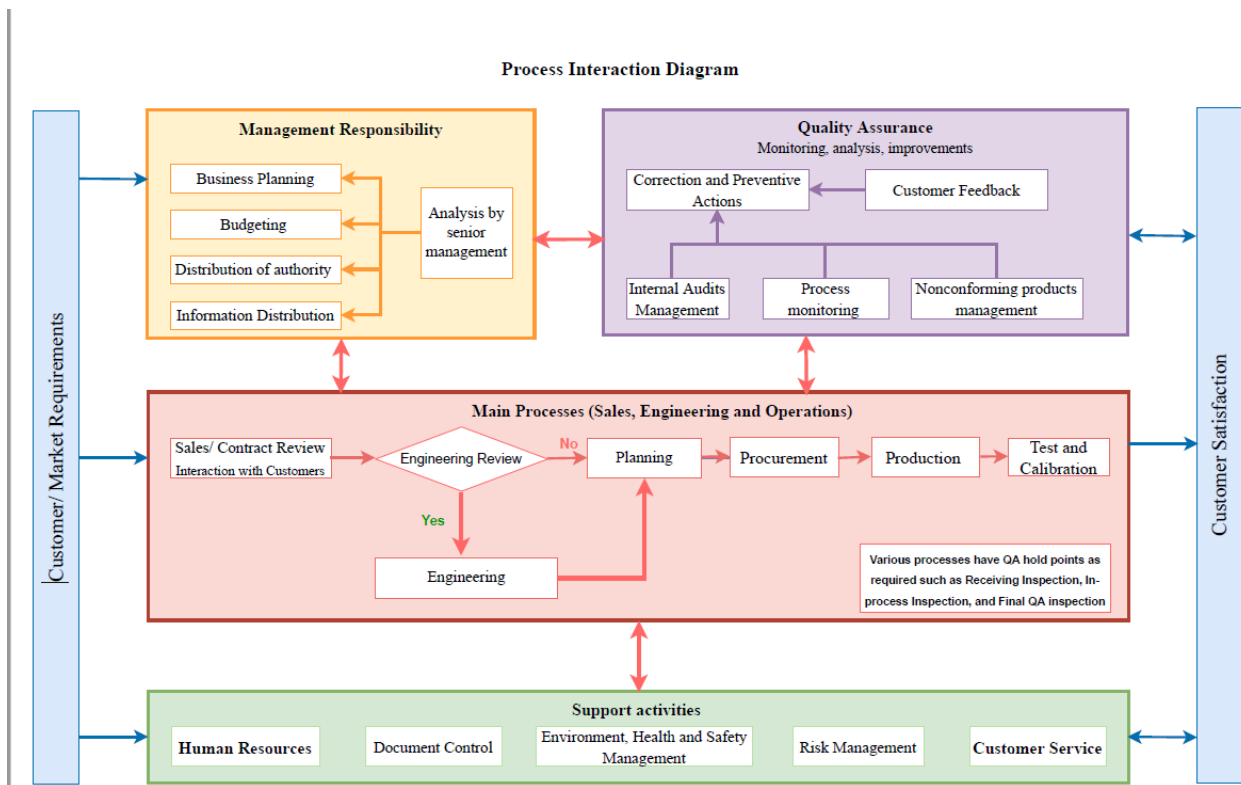 Process Interaction Diagram
Customer/ Market Requirements
Management Responsibility
Business Planning
Budgeting
Distribution of authority
Information Distribution
Analysis by
senior
management
Quality Assurance
Monitoring, analysis, improvements
Correction and Preventive
Actions
Customer Feedback
Internal Audits
Management
Process
monitoring
Nonconforming products
management
Main Processes (Sales, Engineering and Operations)
Sales/ Contract Review
Interaction with Customers
Engineering Review
No
Yes
Engineering
Planning
Procurement
Production
Test and
Calibration
Various processes have QA hold points as
required such as Receiving Inspection, In-
process Inspection, and Final QA inspection
Support activities
Human Resources
Document Control
Environment, Health and Safety
Management
Risk Management
Customer Service
Customer Satisfaction